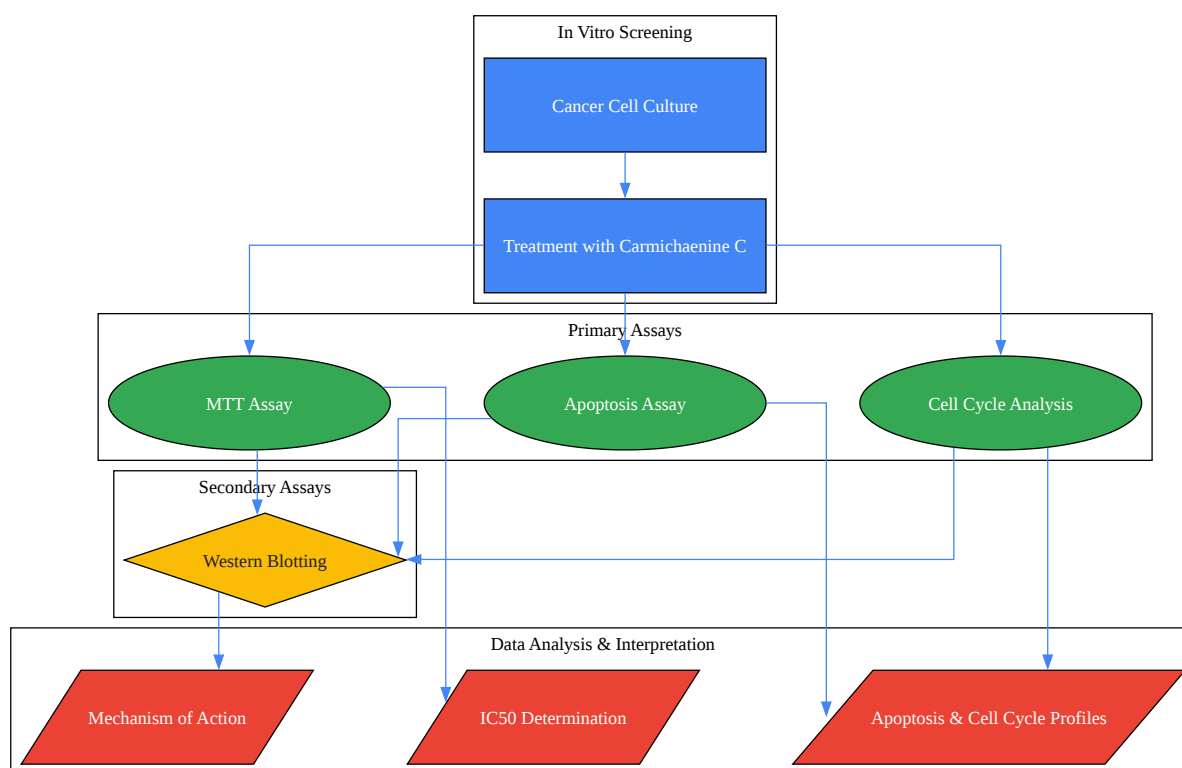 In Vitro Screening
Cancer Cell Culture
Treatment with Carmichaenine C
Primary Assays
MTT Assay
Apoptosis Assay
Cell Cycle Analysis
Secondary Assays
Western Blotting
Data Analysis & Interpretation
Mechanism of Action
IC50 Determination
Apoptosis & Cell Cycle Profiles